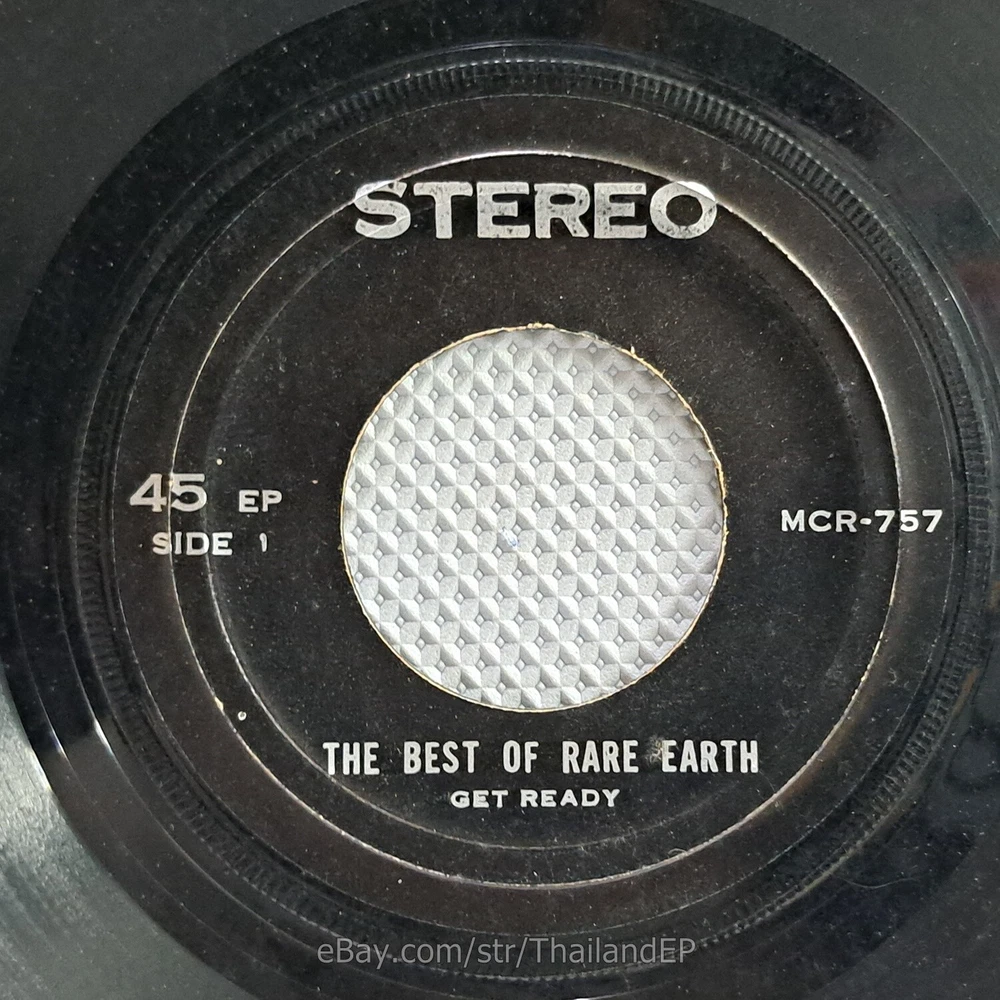 STEREO
45 EP
SIDE 1
MCR-757
THE BEST OF RARE EARTH
GET READY
eBay.com/str/ThailandEP